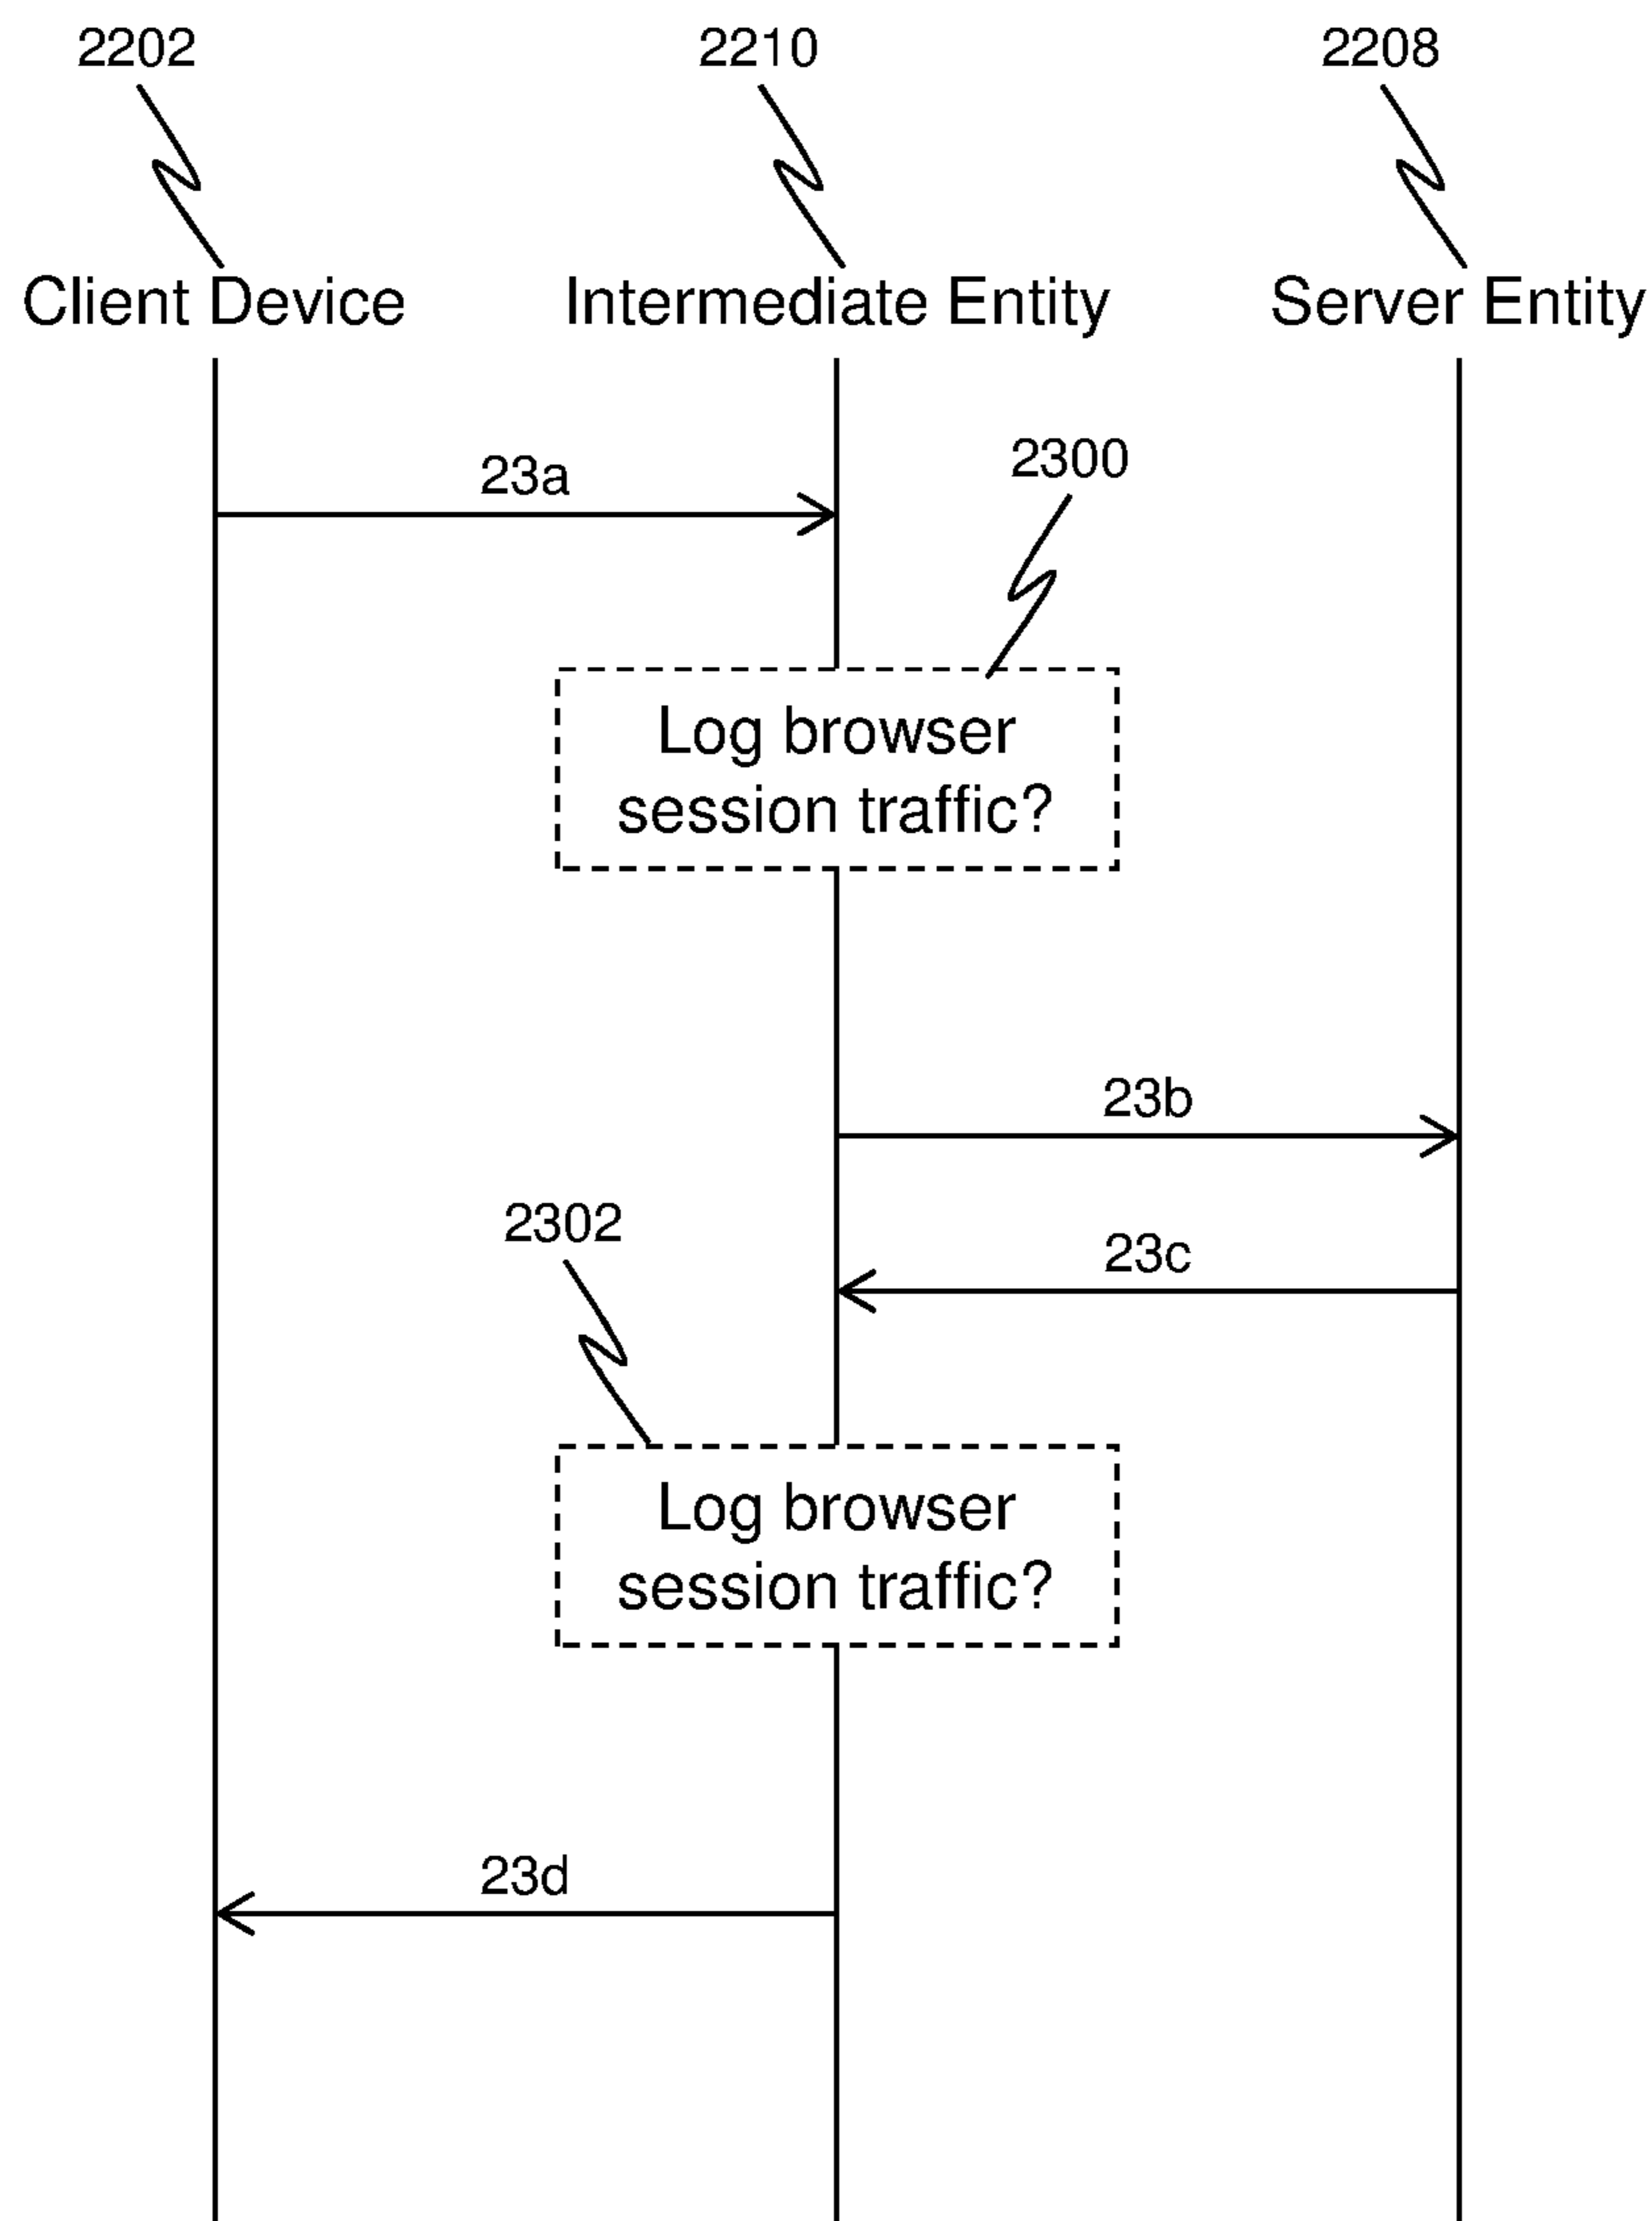 2202
2210
2208
Client Device
Intermediate Entity
Server Entity
23a
2300
Log browser
session traffic?
23b
2302
23c
Log browser
session traffic?
23d